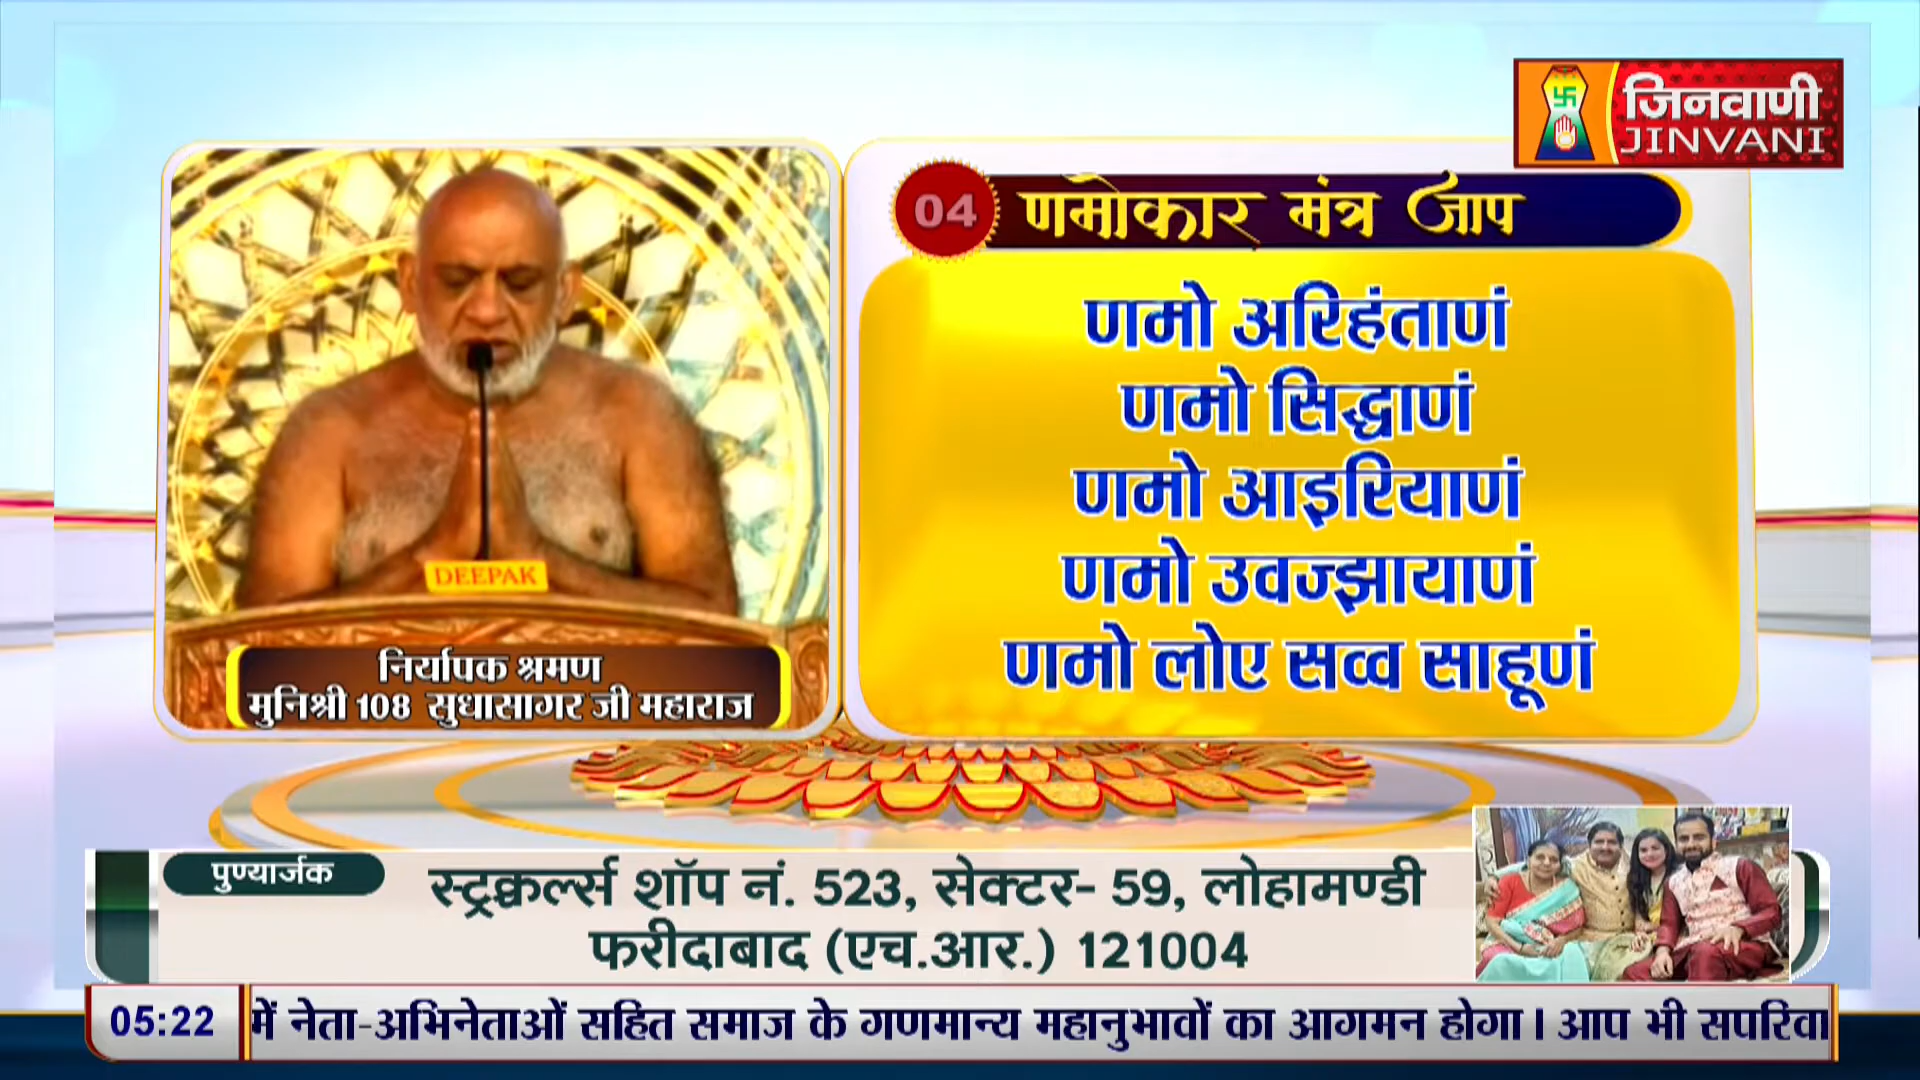 जिनवाणी
JINVANI
04 णमोकार मंत्र जाप
णमो अरिहंताणं
णमो सिद्धाणं
णमो आइरियाणं
णमो उवज्झायाणं
णमो लोए सव्व साहूणं
DEEPAK
निर्यापक श्रमण
मुनिश्री 108 सुधासागर जी महाराज
पुण्यार्जक
स्ट्रक्चर्ल्स शॉप नं. 523, सेक्टर- 59, लोहामण्डी
फरीदाबाद (एच.आर.) 121004
05:22 में नेता-अभिनेताओं सहित समाज के गणमान्य महानुभावों का आगमन होगा। आप भी सपरिवा